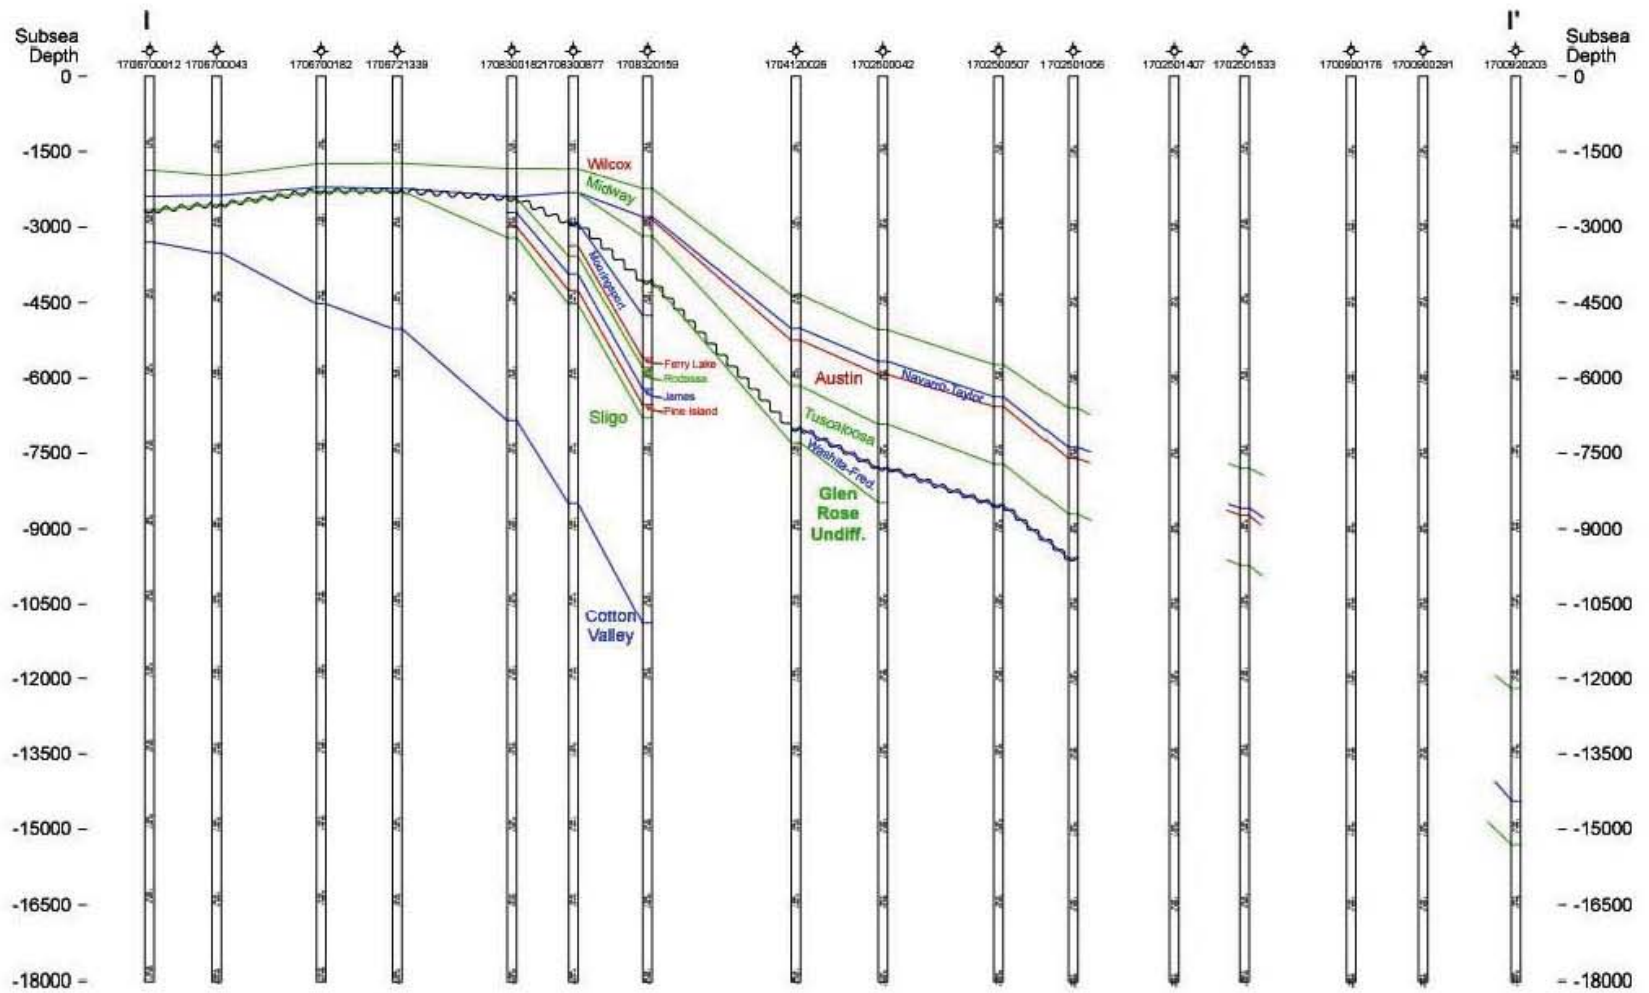 I I'
Subsea Depth
Subsea Depth
1706700012 1706700043 1706700182 1706721339 1708300182 1708300877 1708320159 1704120026 1702500042 1702500507 1702501056 1702501407 1702501533 1700900176 1700900291 1700920203
0 0
-1500 -1500
Wilcox
Midway
-3000 -3000
Mooringsport
-4500 -4500
Ferry Lake
Rodessa
-6000 -6000
Austin
Navarro-Taylor
James
Pine Island
Sligo
Tuscaloosa
-7500 -7500
Washita-Fred.
Glen
Rose
Undiff.
-9000 -9000
-10500 -10500
Cotton
Valley
-12000 -12000
-13500 -13500
-15000 -15000
-16500 -16500
-18000 -18000